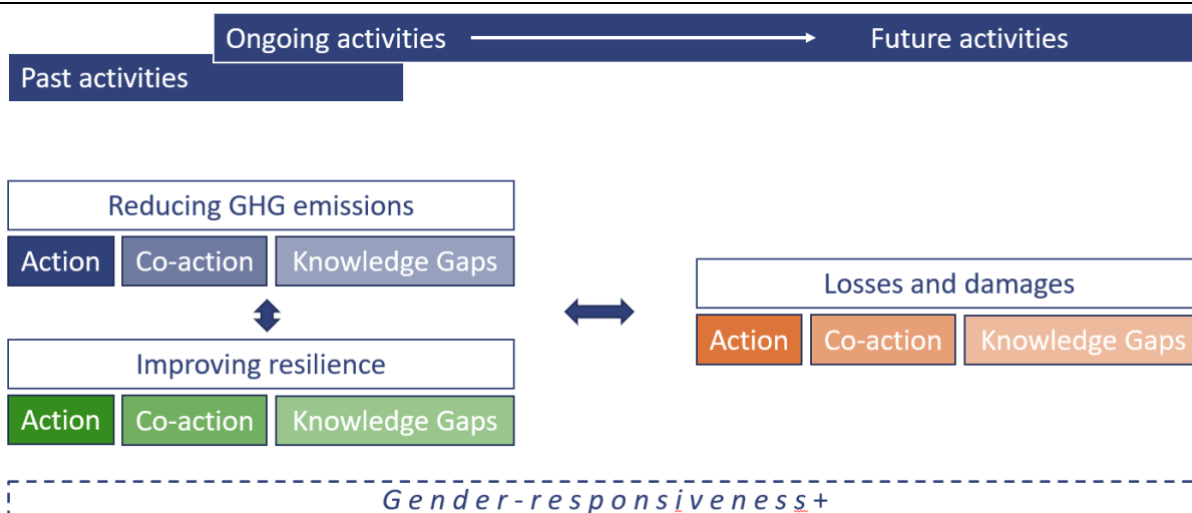 Ongoing activities Future activities
Past activities
Reducing GHG emissions
Action Co-action Knowledge Gaps
Improving resilience
Action Co-action Knowledge Gaps
Losses and damages
Action Co-action Knowledge Gaps
Gender-responsiveness+